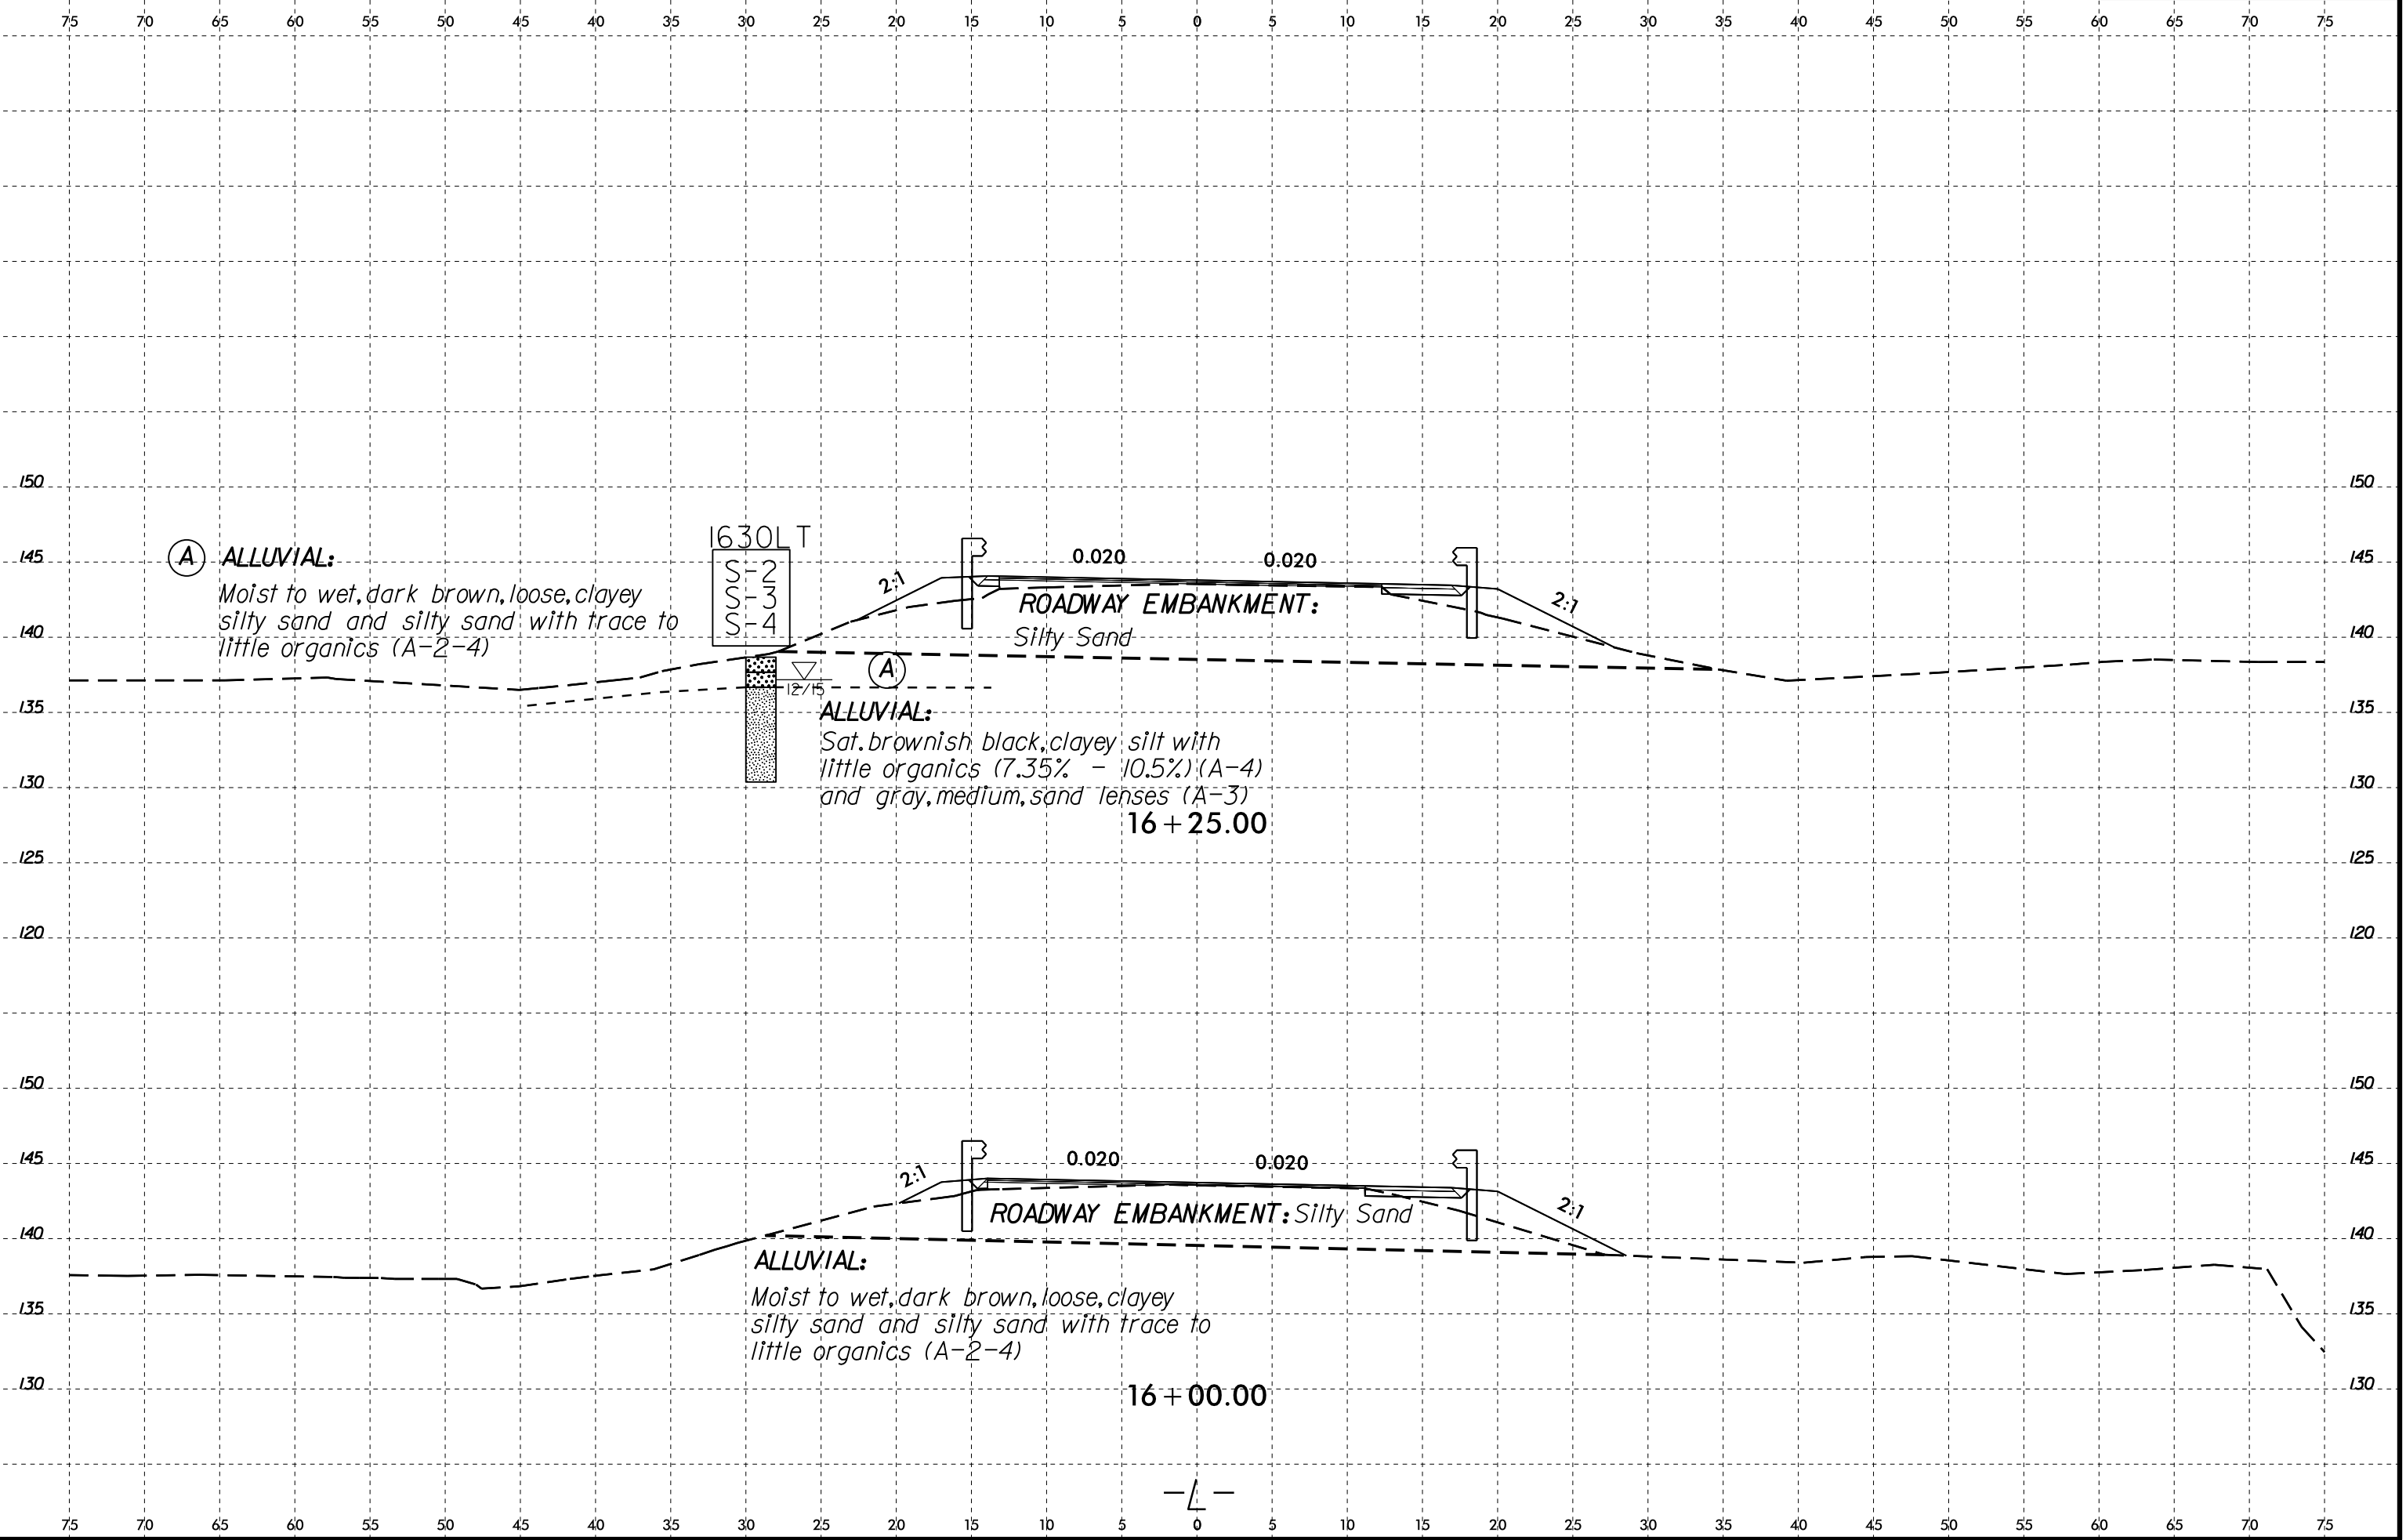 75 70 65 60 55 50 45 40 35 30 25 20 15 10 5 0 5 10 15 20 25 30 35 40 45 50 55 60 65 70 75
150 150
1630LT
A ALLUVIAL:
Moist to wet, dark brown, loose, clayey
silty sand and silty sand with trace to
little organics (A-2-4)
145 145
S-2
S-3
S-4
2:1
0.020 0.020
2:1
ROADWAY EMBANKMENT:
Silty Sand
140 140
A
12/15
135 135
ALLUVIAL:
Sat. brownish black, clayey silt with
little organics (7.35% - 10.5%) (A-4)
and gray, medium, sand lenses (A-3)
130 130
16+25.00
125 125
120 120
150 150
145 145
2:1
0.020 0.020
2:1
ROADWAY EMBANKMENT: Silty Sand
140 140
ALLUVIAL:
Moist to wet, dark brown, loose, clayey
silty sand and silty sand with trace to
little organics (A-2-4)
135 135
130 130
16+00.00
-L-
75 70 65 60 55 50 45 40 35 30 25 20 15 10 5 0 5 10 15 20 25 30 35 40 45 50 55 60 65 70 75